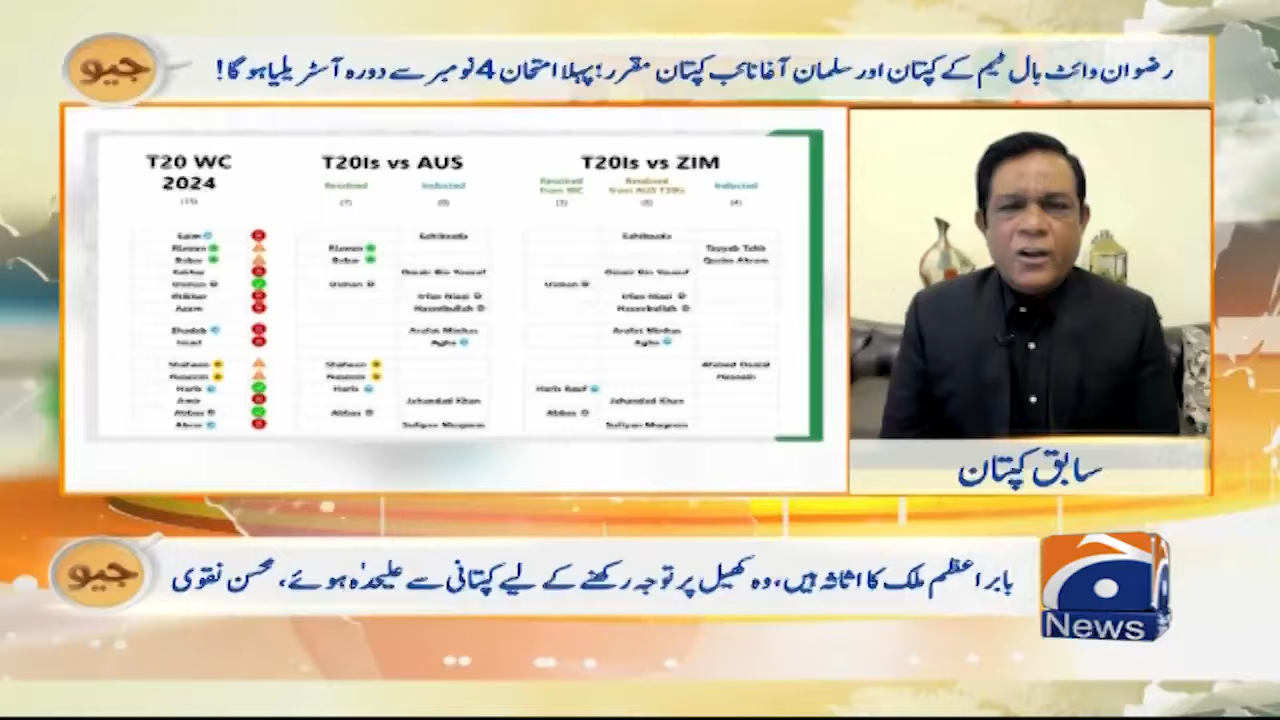 جیو
رضوان وائٹ بال ٹیم کے کپتان اور سلمان آغا نائب کپتان مقرر؛ پہلا امتحان 4 نومبر سے دورہ آسٹریلیا ہو گا!
T20 WC 2024
(15)
T20Is vs AUS
Retained
(7)
Inducted
T20Is vs ZIM
Retained from WC
(3)
Retained from AUS T20Is
Inducted
(4)
Saim
Rizwan
Babar
Fakhar
Usman
Iftikhar
Azam
Shadab
Imad
Shaheen
Naseem
Haris
Amir
Abbas
Abrar
Rizwan
Babar
Usman
Shaheen
Naseem
Haris
Abbas
Sahibzada
Omair Bin Yousuf
Irfan Niazi
Haseebullah
Arafat Minhas
Agha
Jahandad Khan
Sufiyan Muqeem
Usman
Haris Rauf
Abbas
Sahibzada
Omair Bin Yousuf
Irfan Niazi
Haseebullah
Arafat Minhas
Agha
Jahandad Khan
Sufiyan Muqeem
Tayyab Tahir
Qasim Akram
سابق کپتان
جیو
بابر اعظم ملک کا اثاثہ ہیں، وہ کھیل پر توجہ رکھنے کے لیے کپتانی سے علیحدہ ہوئے، محسن نقوی
News